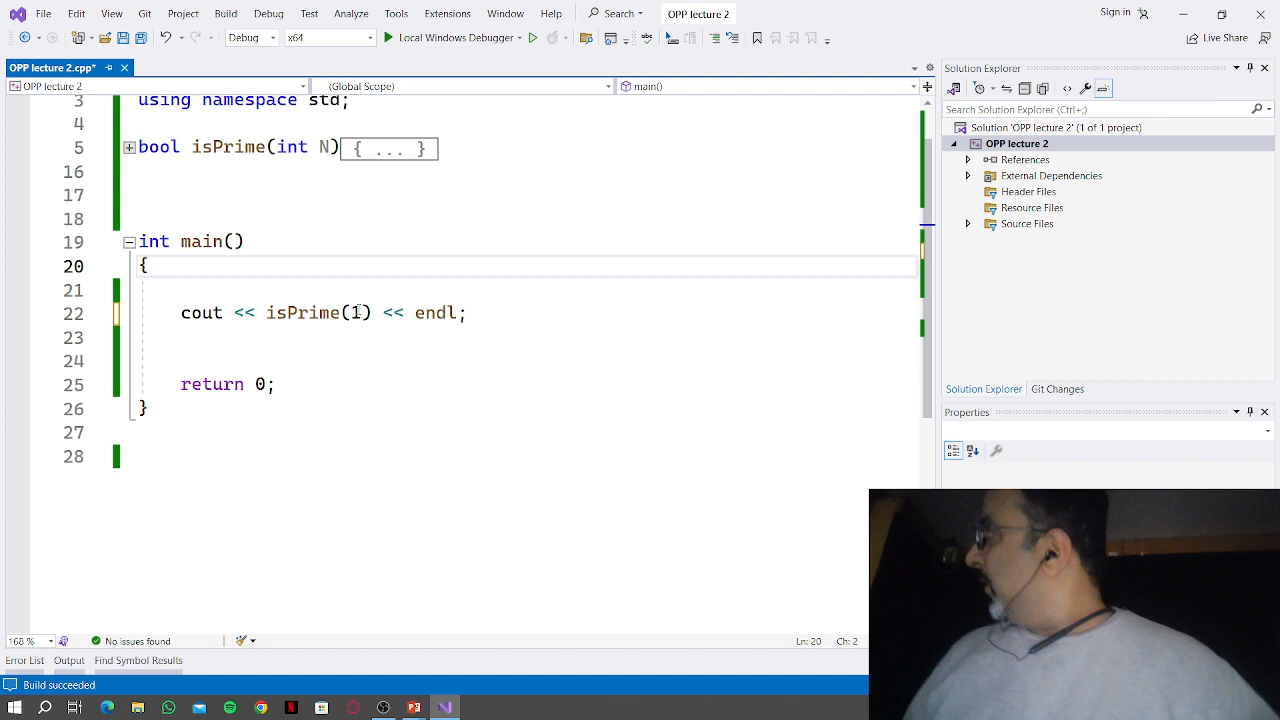 File Edit View Git Project Build Debug Test Analyze Tools Extensions Window Help Search OPP lecture 2 Sign in
Debug x64 Local Windows Debugger Live Share
OPP lecture 2.cpp* Solution Explorer
OPP lecture 2 (Global Scope) main()
Search Solution Explorer (Ctrl+;)
3 using namespace std;
4
5 bool isPrime(int N) { ... }
16
17
18
19 int main()
20 {
21
22 cout << isPrime(1) << endl;
23
24
25 return 0;
26 }
27
28
Solution 'OPP lecture 2' (1 of 1 project)
OPP lecture 2
References
External Dependencies
Header Files
Resource Files
Source Files
Solution Explorer Git Changes
Properties
168 % No issues found Ln: 20 Ch: 2
Error List Output Find Symbol Results
Build succeeded